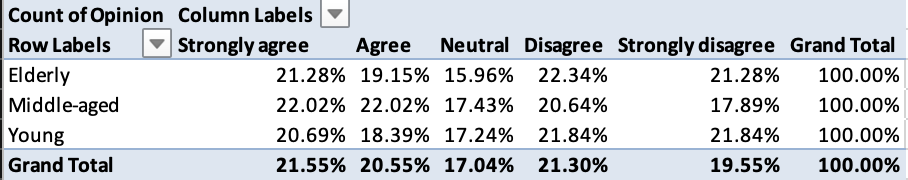 Count of Opinion Column Labels
Row Labels Strongly agree Agree Neutral Disagree Strongly disagree Grand Total
Elderly 21.28% 19.15% 15.96% 22.34% 21.28% 100.00%
Middle-aged 22.02% 22.02% 17.43% 20.64% 17.89% 100.00%
Young 20.69% 18.39% 17.24% 21.84% 21.84% 100.00%
Grand Total 21.55% 20.55% 17.04% 21.30% 19.55% 100.00%